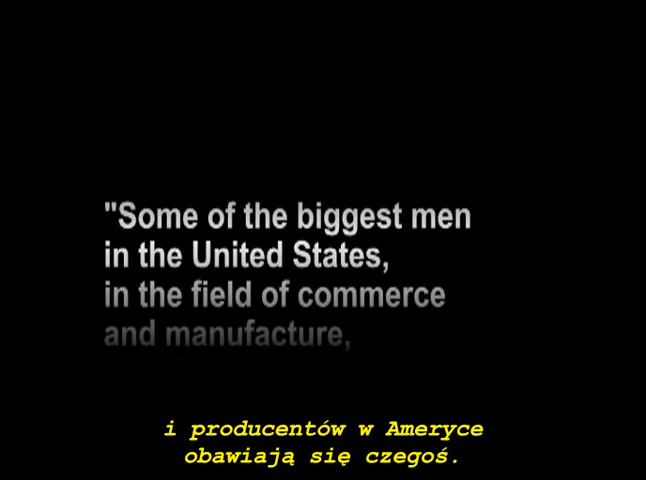 "Some of the biggest men
in the United States,
in the field of commerce
and manufacture,
i producentów w Ameryce
obawiają się czegoś.